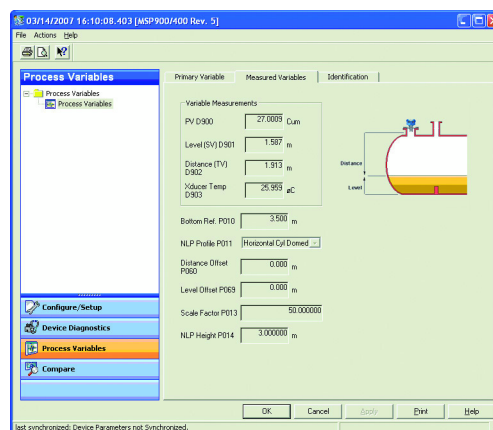 03/14/2007 16:10:08.403 [MSP900/400 Rev. 5]
File Actions Help
Process Variables
Process Variables
Process Variables
Configure/Setup
Device Diagnostics
Process Variables
Compare
Primary Variable Measured Variables Identification
Variable Measurements
PV D900 27.0009 Cum
Level (SV) D901 1.587 m
Distance (TV) D902 1.913 m
Xducer Temp D903 25.959 øC
Bottom Ref. P010 3.500 m
NLP Profile P011 Horizontal Cyl Domed
Distance Offset P060 0.000 m
Level Offset P069 0.000 m
Scale Factor P013 50.000000
NLP Height P014 3.000000 m
Distance
Level
OK Cancel Apply Print Help
last synchronized: Device Parameters not Synchronized.